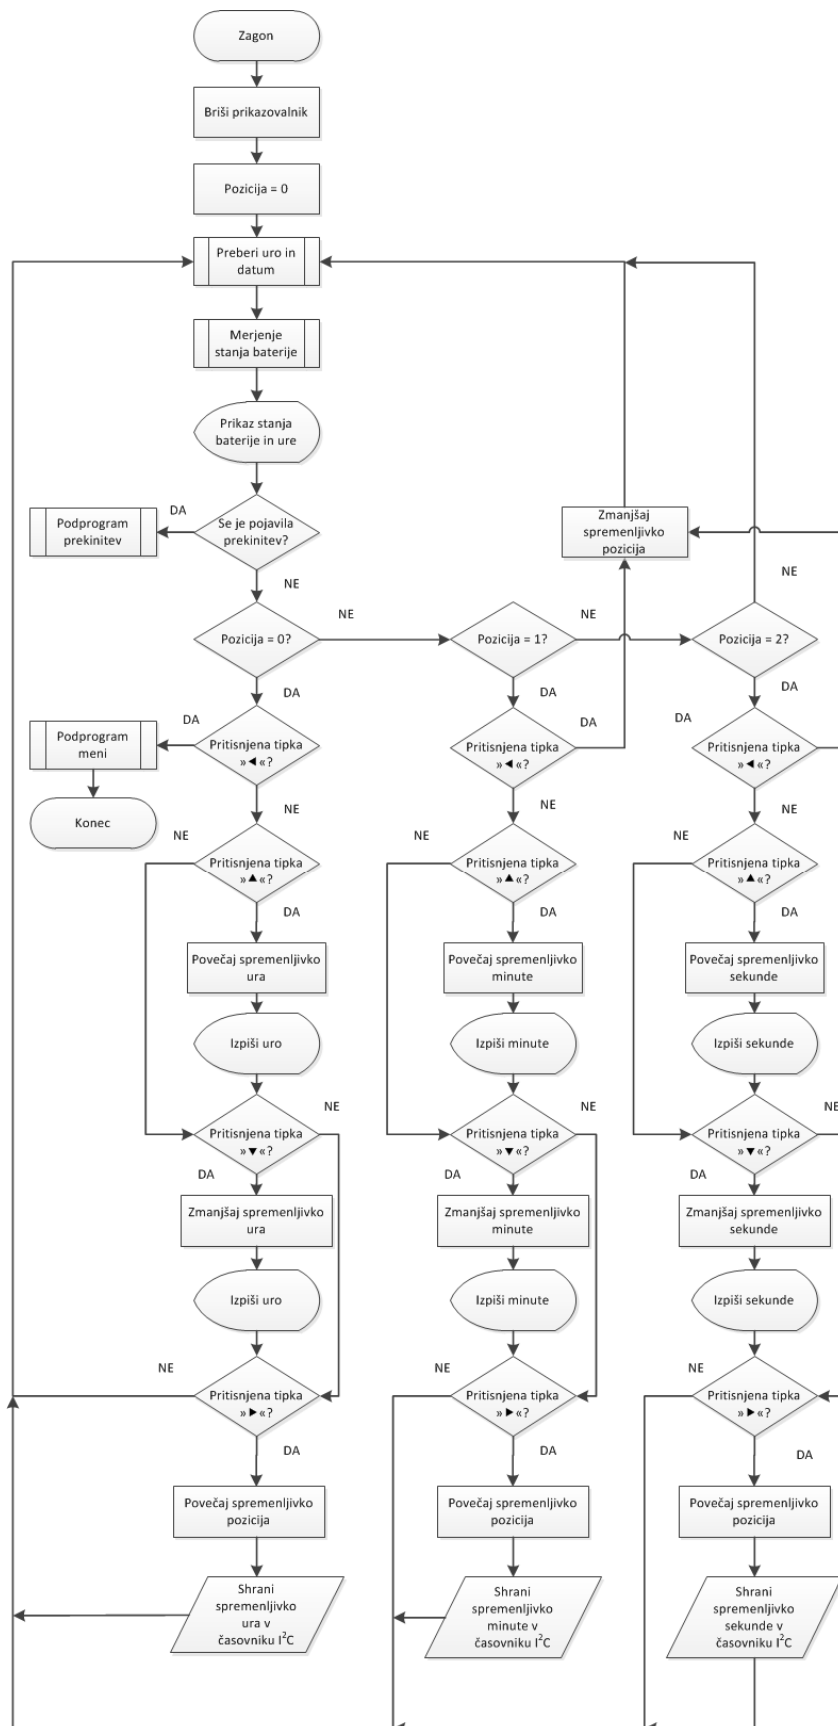 Zagon
Briši prikazovalnik
Pozicija = 0
Preberi uro in
datum
Merjenje
stanja baterije
Prikaz stanja
baterije in ure
DA
Se je pojavila
prekinitev?
Podprogram
prekinitev
Zmanjšaj
spremenljivko
pozicija
NE
NE
NE
NE
Pozicija = 0?
Pozicija = 1?
Pozicija = 2?
DA
DA
DA
DA
DA
DA
Podprogram
meni
Pritisnjena tipka
»◄«?
Pritisnjena tipka
»◄«?
Pritisnjena tipka
»◄«?
Konec
NE
NE
NE
NE
NE
NE
Pritisnjena tipka
»▲«?
Pritisnjena tipka
»▲«?
Pritisnjena tipka
»▲«?
DA
DA
DA
Povečaj spremenljivko
ura
Povečaj spremenljivko
minute
Povečaj spremenljivko
sekunde
Izpiši uro
Izpiši minute
Izpiši sekunde
NE
NE
NE
Pritisnjena tipka
»▼«?
Pritisnjena tipka
»▼«?
Pritisnjena tipka
»▼«?
DA
DA
DA
Zmanjšaj spremenljivko
ura
Zmanjšaj spremenljivko
minute
Zmanjšaj spremenljivko
sekunde
Izpiši uro
Izpiši minute
Izpiši sekunde
NE
NE
NE
Pritisnjena tipka
»►«?
Pritisnjena tipka
»►«?
Pritisnjena tipka
»►«?
DA
DA
DA
Povečaj spremenljivko
pozicija
Povečaj spremenljivko
pozicija
Povečaj spremenljivko
pozicija
Shrani
spremenljivko
ura v
časovniku I²C
Shrani
spremenljivko
minute v
časovniku I²C
Shrani
spremenljivko
sekunde v
časovniku I²C